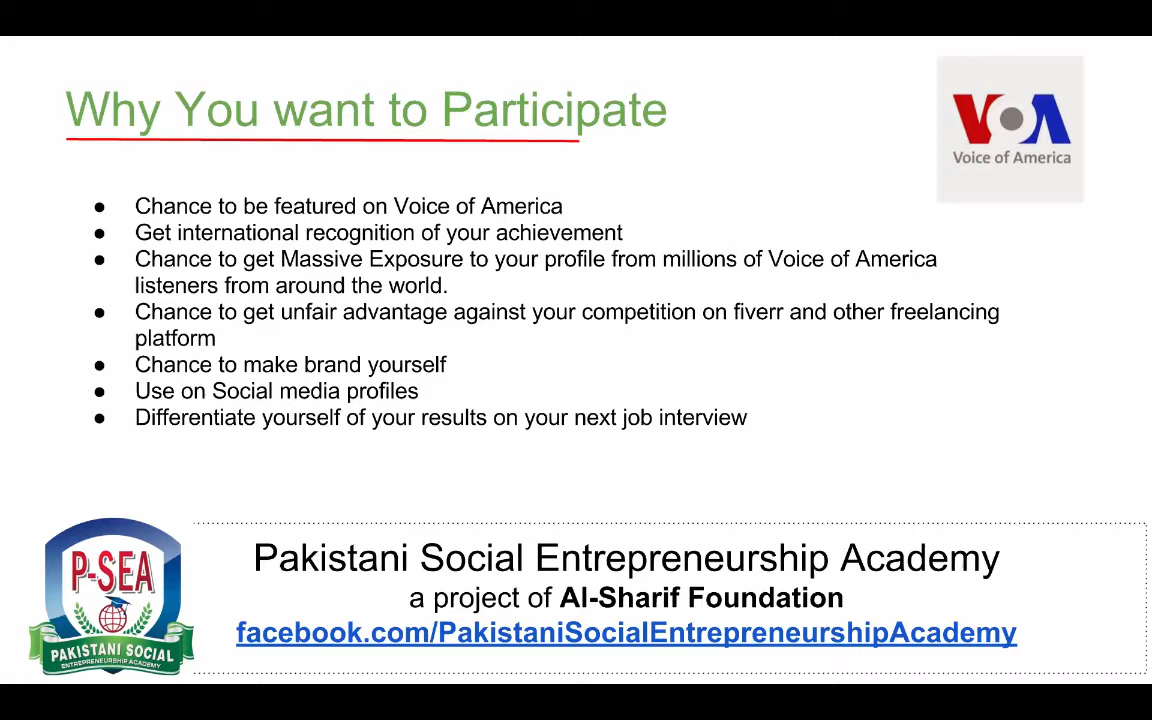 Why You want to Participate
VOA
Voice of America
● Chance to be featured on Voice of America
● Get international recognition of your achievement
● Chance to get Massive Exposure to your profile from millions of Voice of America
listeners from around the world.
● Chance to get unfair advantage against your competition on fiverr and other freelancing
platform
● Chance to make brand yourself
● Use on Social media profiles
● Differentiate yourself of your results on your next job interview
P-SEA
PAKISTANI SOCIAL
ENTREPRENEURSHIP ACADEMY
Pakistani Social Entrepreneurship Academy
a project of Al-Sharif Foundation
facebook.com/PakistaniSocialEntrepreneurshipAcademy